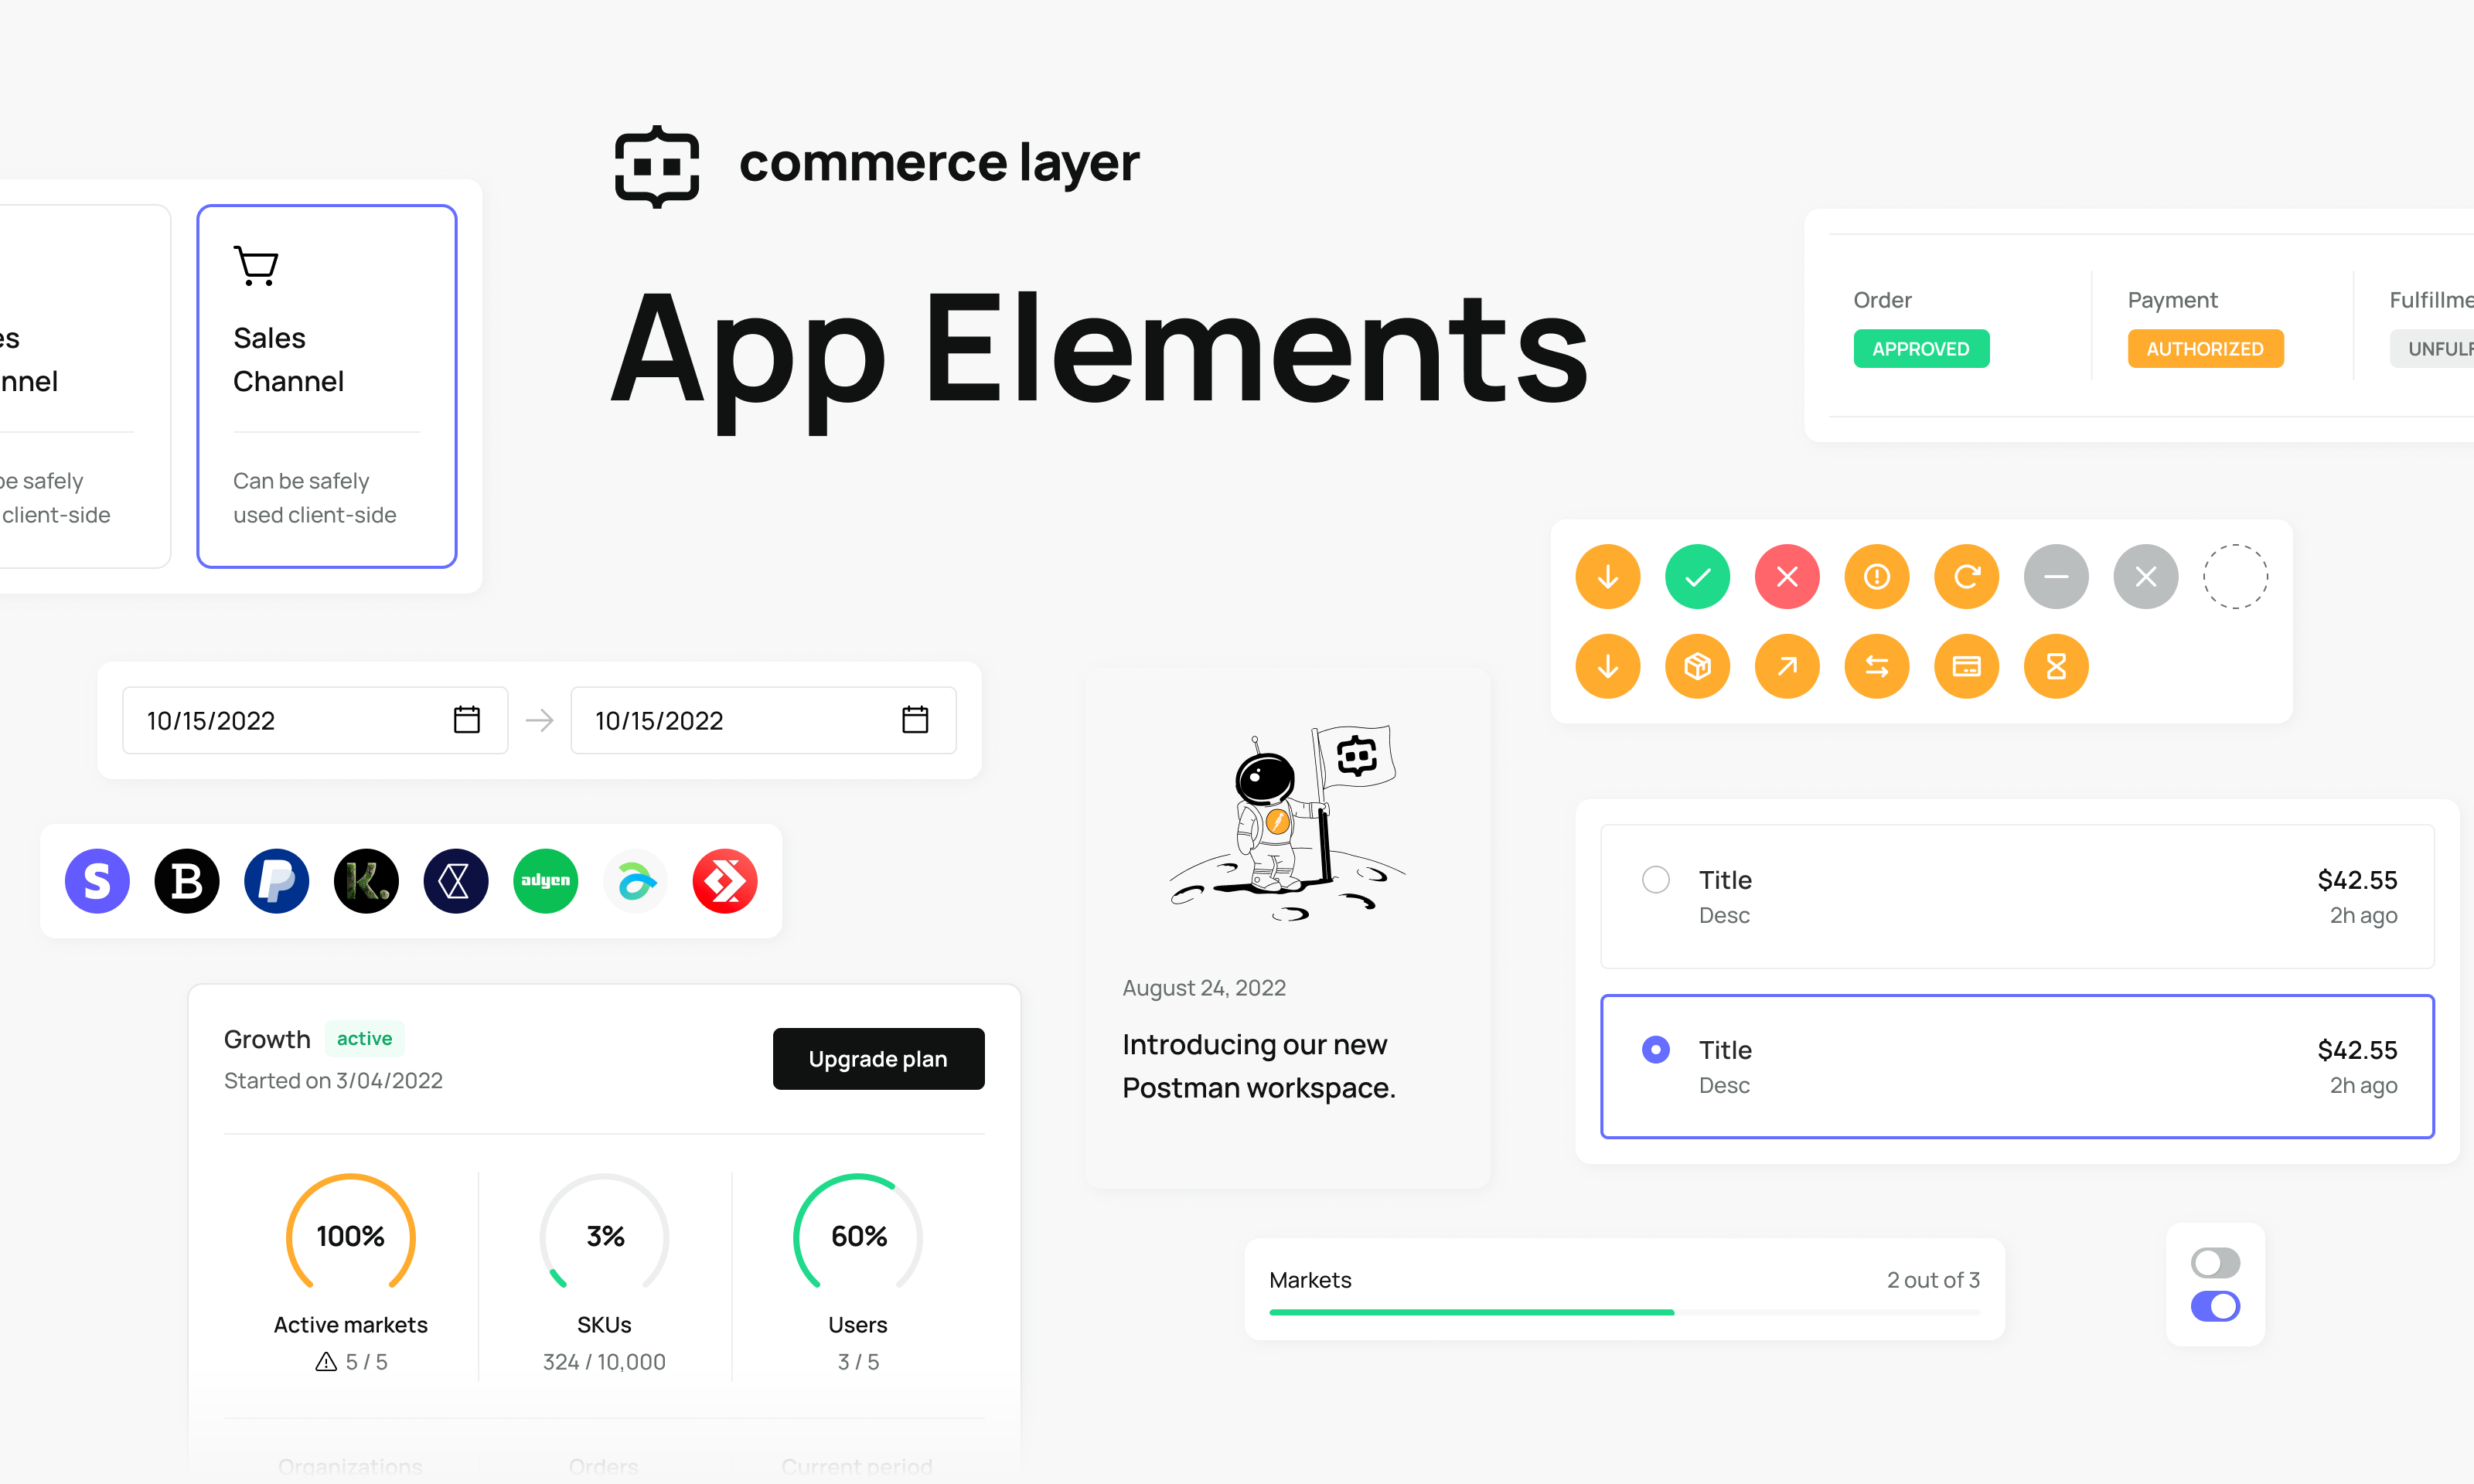 commerce layer
App Elements
es
nnel
be safely
client-side
Sales
Channel
Can be safely
used client-side
Order
APPROVED
Payment
AUTHORIZED
Fulfillme
UNFULF
10/15/2022
10/15/2022
S
B
P
K.
adyen
August 24, 2022
Introducing our new
Postman workspace.
Title
$42.55
Desc
2h ago
Title
$42.55
Desc
2h ago
Growth
active
Started on 3/04/2022
Upgrade plan
100%
3%
60%
Active markets
SKUs
Users
5 / 5
324 / 10,000
3 / 5
Organizations
Orders
Current period
Markets
2 out of 3